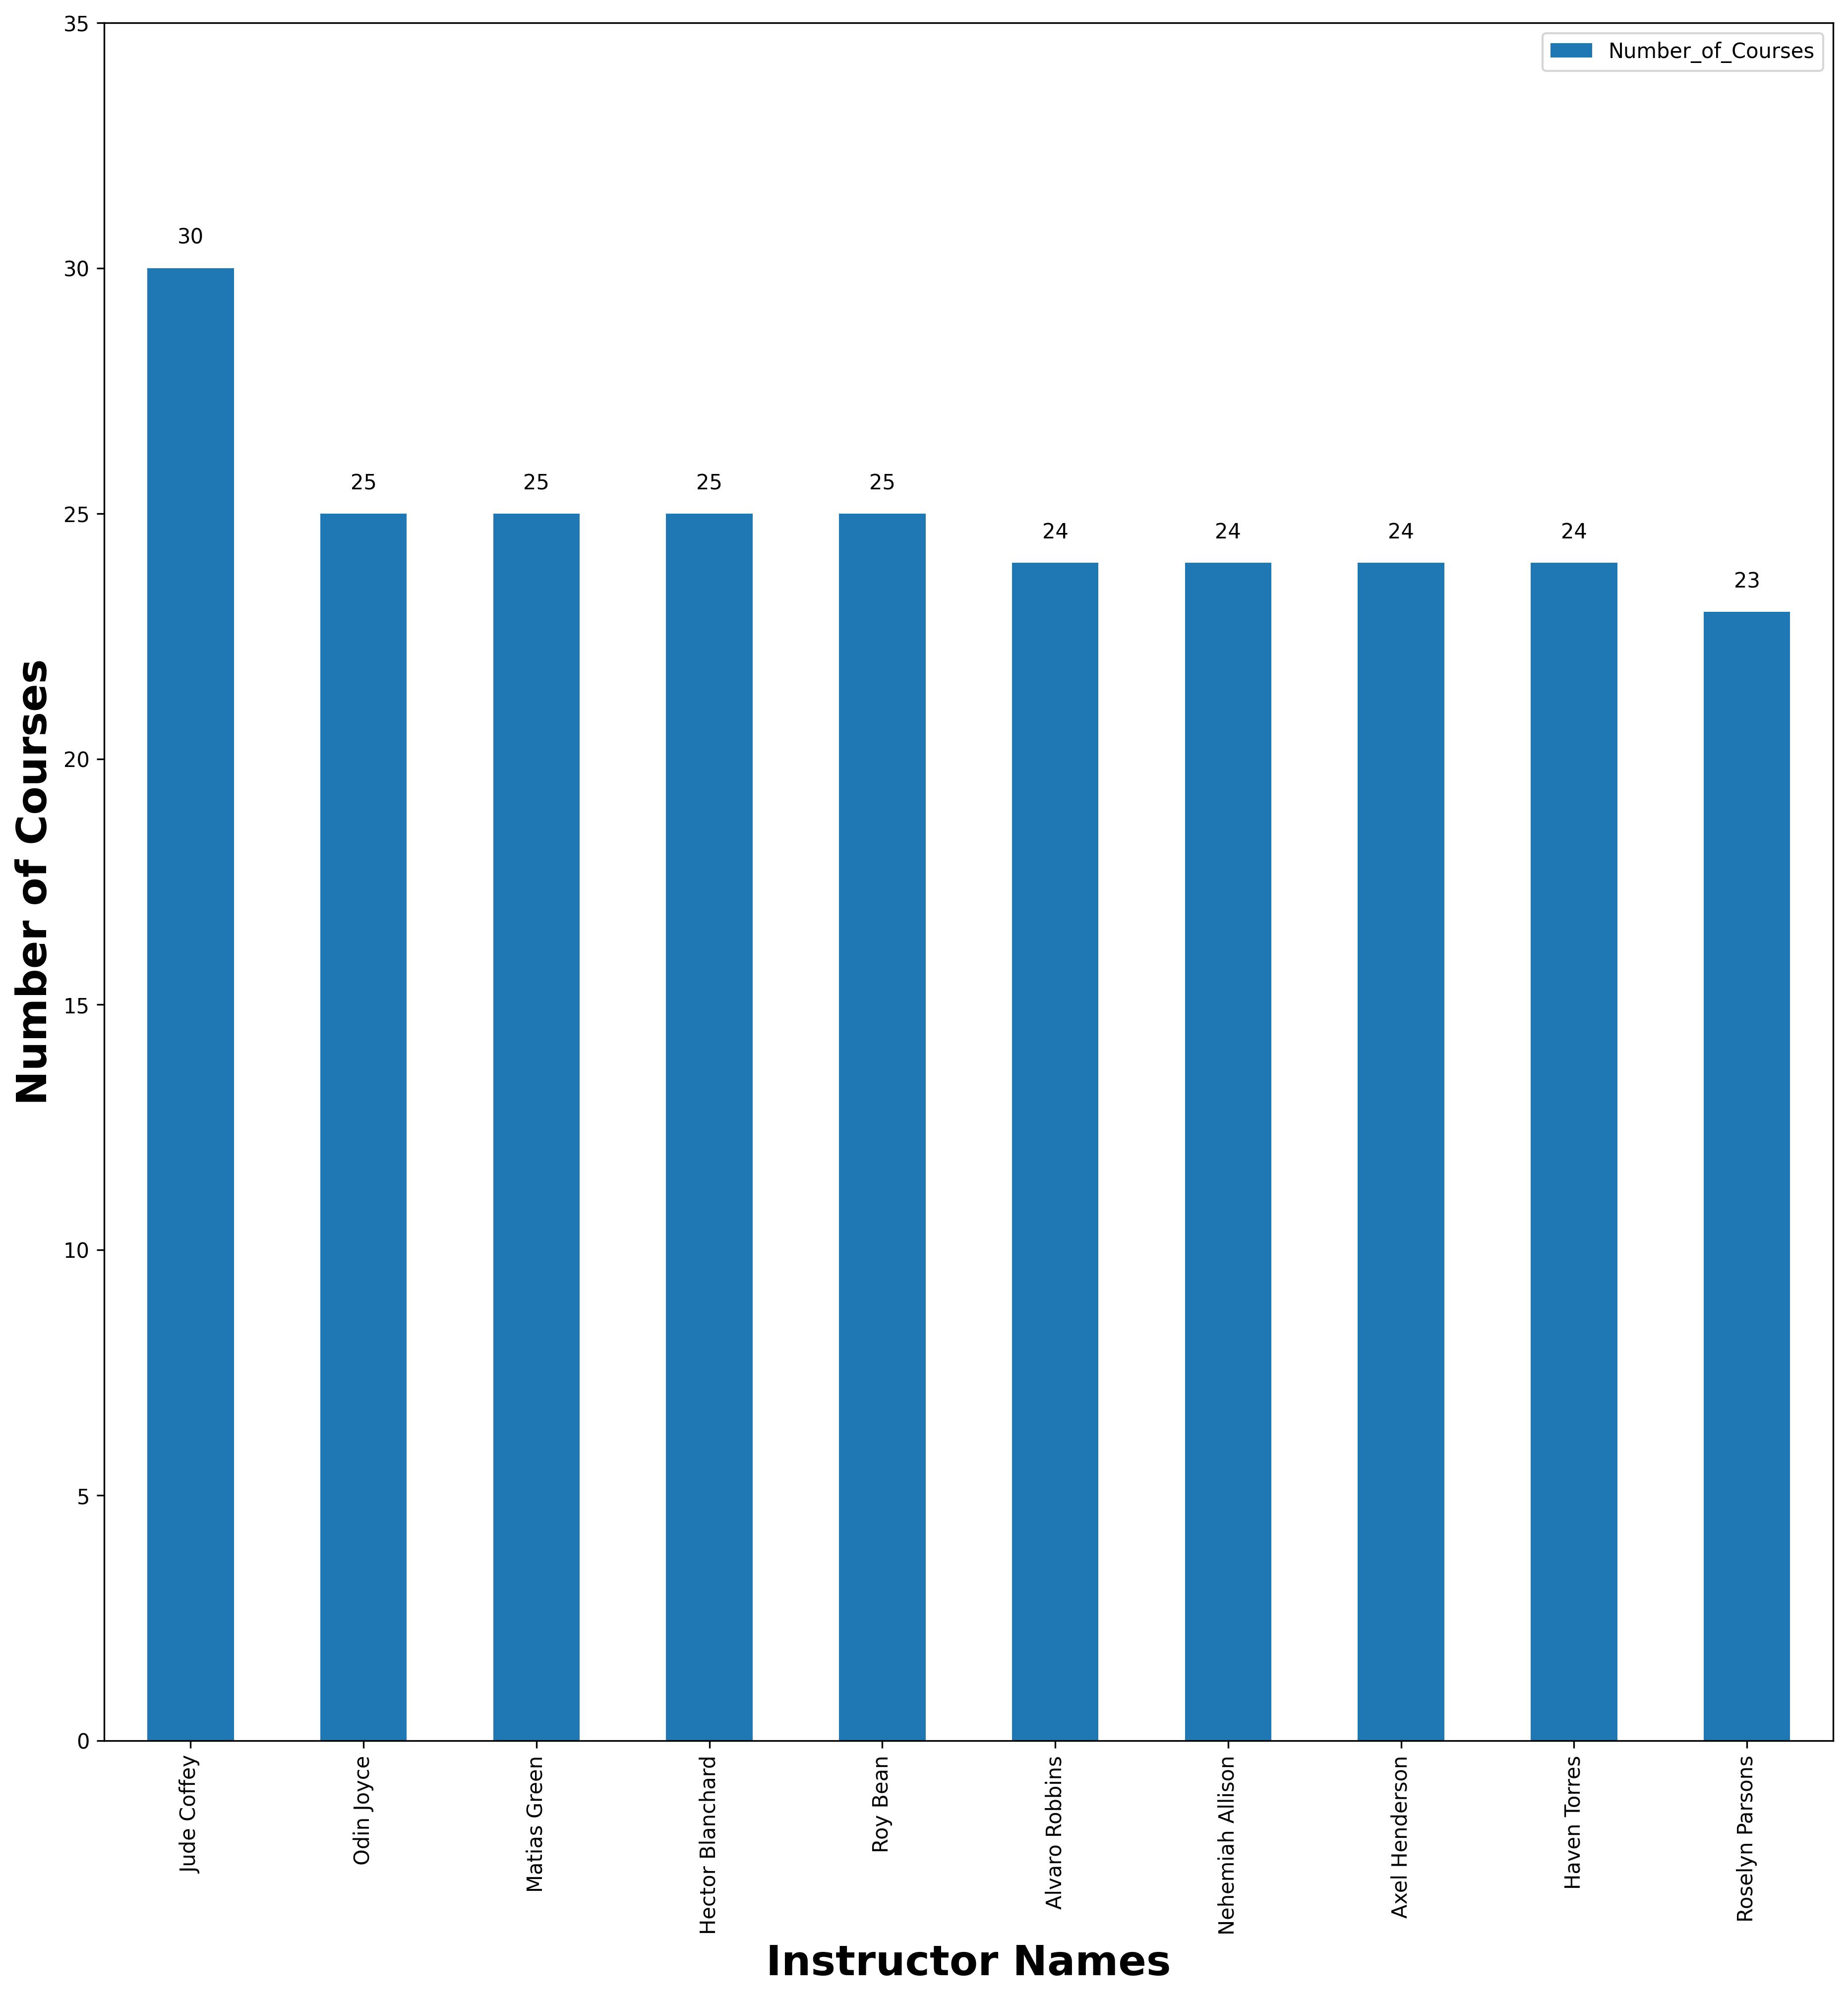 Number_of_Courses
Number of Courses
35
30
25
20
15
10
5
0
30
25
25
25
25
24
24
24
24
23
Jude Coffey
Odin Joyce
Matias Green
Hector Blanchard
Roy Bean
Alvaro Robbins
Nehemiah Allison
Axel Henderson
Haven Torres
Roselyn Parsons
Instructor Names